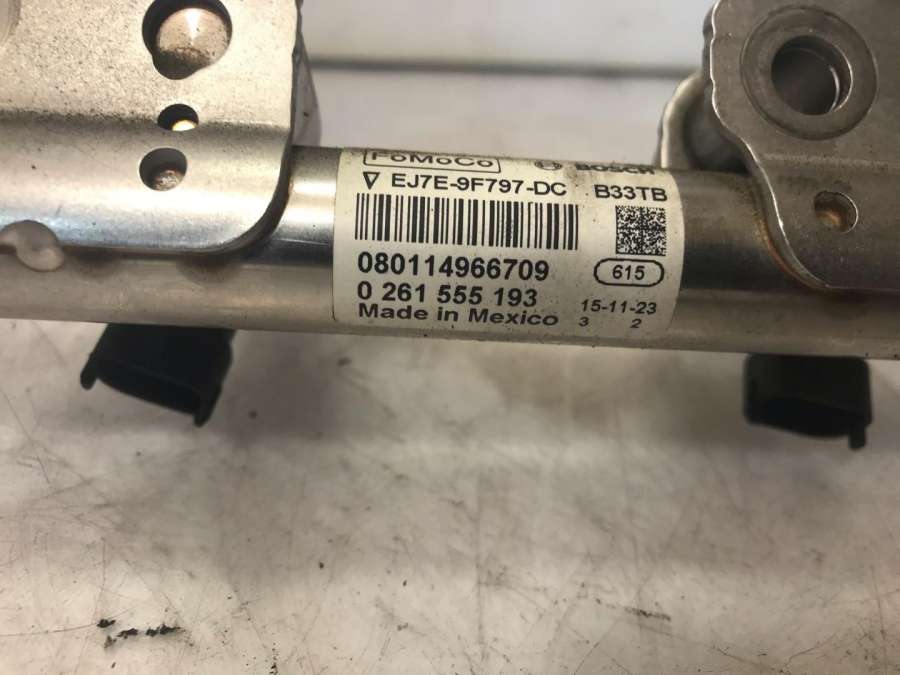 FoMoCo BOSCH
EJ7E-9F797-DC B33TB
080114966709
615
0 261 555 193
15-11-23
Made in Mexico
3 2